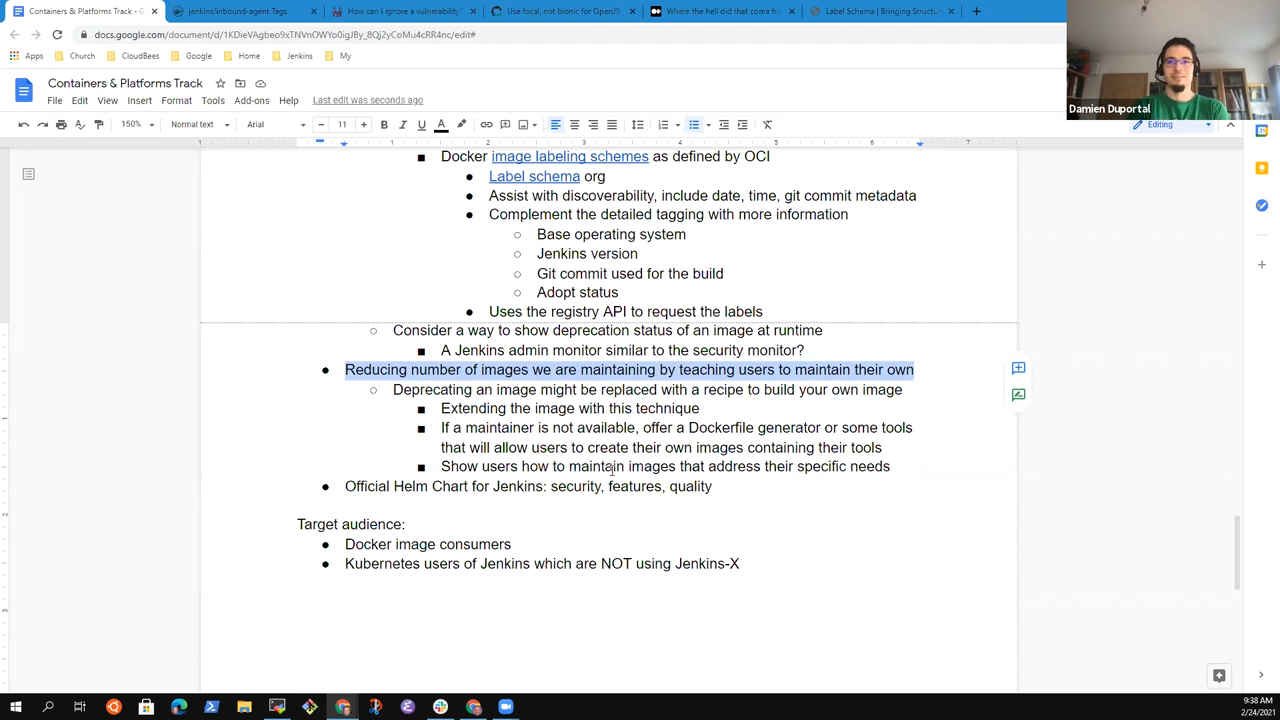 Containers & Platforms Track - G
jenkins/inbound-agent Tags
How can i ignore a vulnerability?
Use focal, not bionic for OpenJ9
Where the hell did that come fro
Label Schema | Bringing Structu
docs.google.com/document/d/1KDieVAgbeo9xTNVnOWYo0igJBy_8Qj2yCoMu4cRR4nc/edit#
Apps
Church
CloudBees
Google
Home
Jenkins
My
Containers & Platforms Track
File Edit View Insert Format Tools Add-ons Help Last edit was seconds ago
150% Normal text Arial 11 Editing
Damien Duportal
Docker image labeling schemes as defined by OCI
Label schema org
Assist with discoverability, include date, time, git commit metadata
Complement the detailed tagging with more information
Base operating system
Jenkins version
Git commit used for the build
Adopt status
Uses the registry API to request the labels
Consider a way to show deprecation status of an image at runtime
A Jenkins admin monitor similar to the security monitor?
Reducing number of images we are maintaining by teaching users to maintain their own
Deprecating an image might be replaced with a recipe to build your own image
Extending the image with this technique
If a maintainer is not available, offer a Dockerfile generator or some tools
that will allow users to create their own images containing their tools
Show users how to maintain images that address their specific needs
Official Helm Chart for Jenkins: security, features, quality
Target audience:
Docker image consumers
Kubernetes users of Jenkins which are NOT using Jenkins-X
9:38 AM
2/24/2021